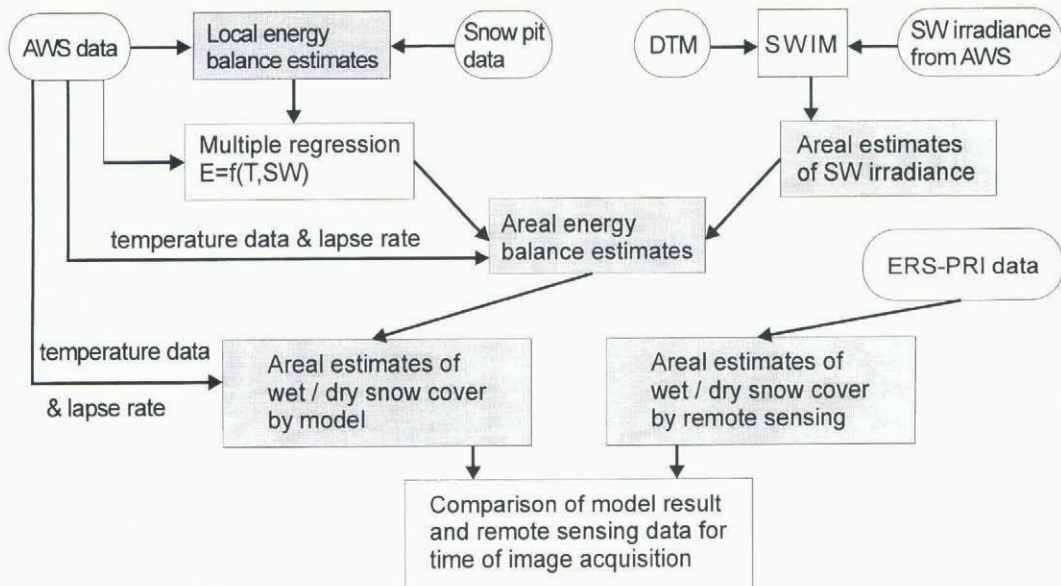 AWS data
Local energy
balance estimates
Snow pit
data
DTM
SWIM
SW irradiance
from AWS
Multiple regression
E=f(T,SW)
Areal estimates
of SW irradiance
temperature data & lapse rate
Areal energy
balance estimates
ERS-PRI data
temperature data
& lapse rate
Areal estimates of
wet / dry snow cover
by model
Areal estimates of
wet / dry snow cover
by remote sensing
Comparison of model result
and remote sensing data for
time of image acquisition